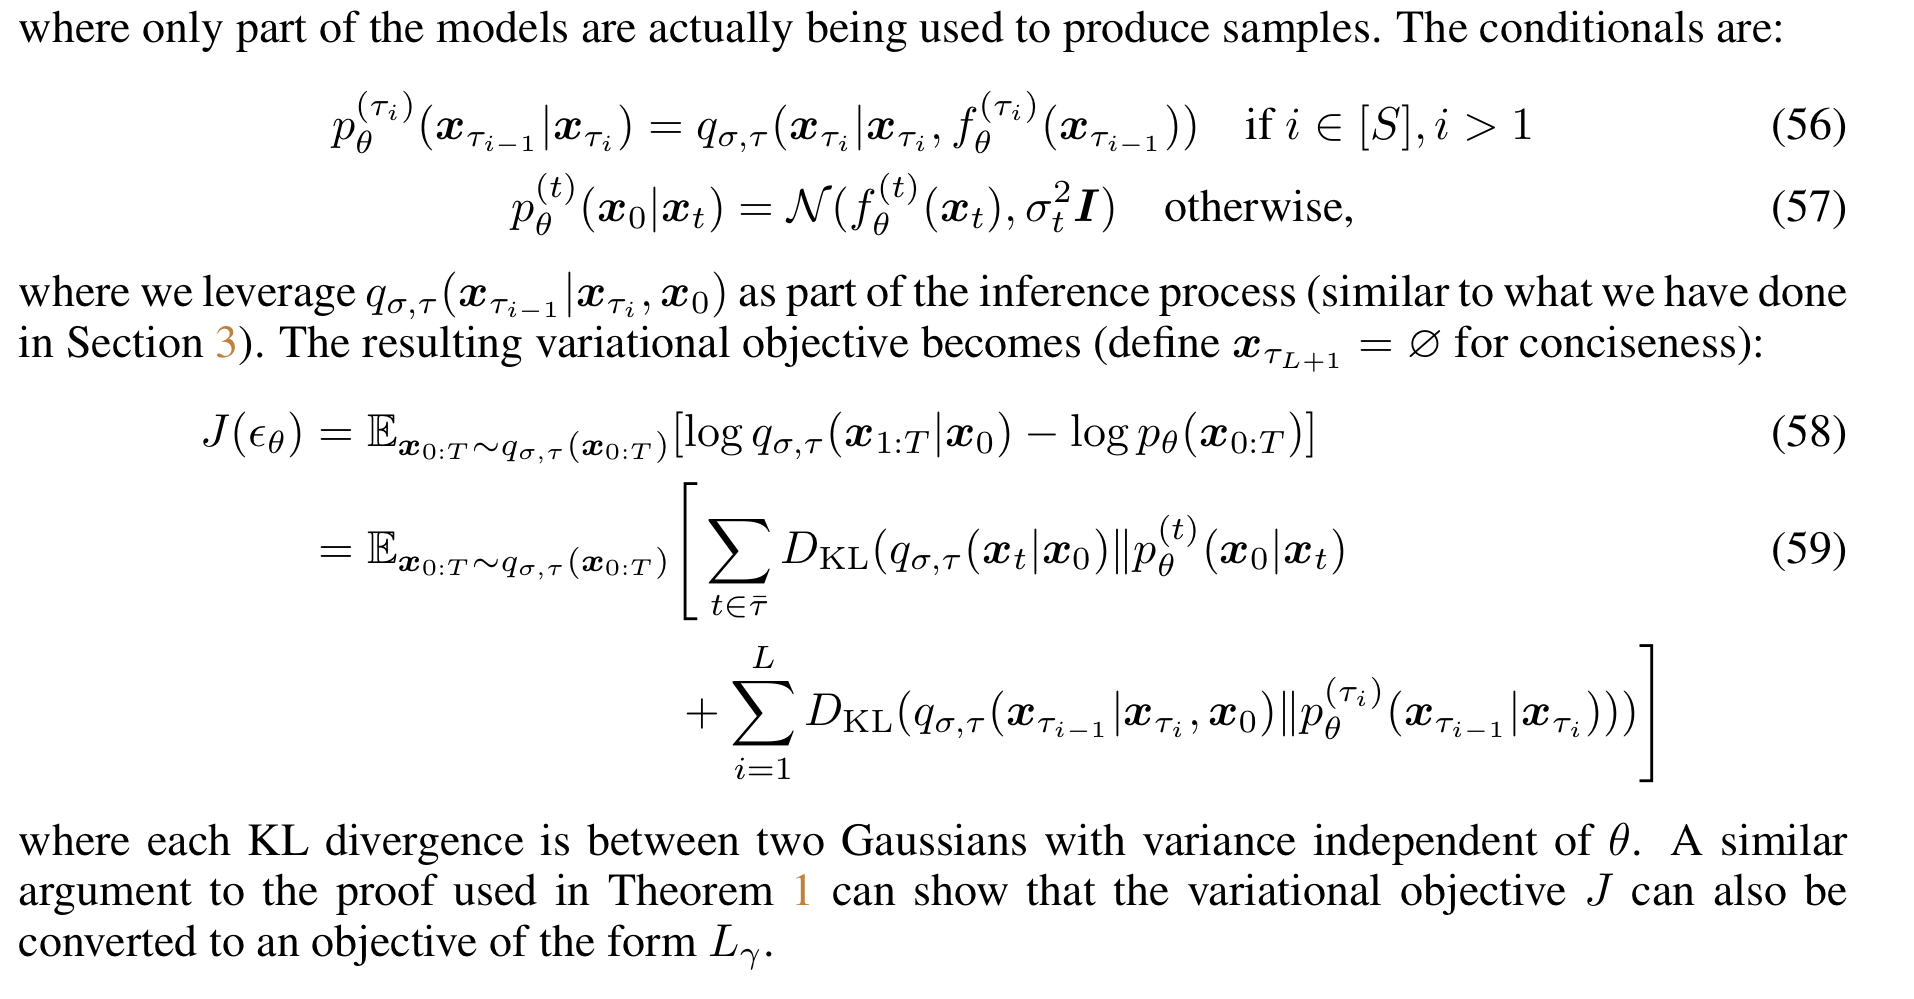 where only part of the models are actually being used to produce samples. The conditionals are:
$p_\theta^{(\tau_i)}(\boldsymbol{x}_{\tau_{i-1}}|\boldsymbol{x}_{\tau_i}) = q_{\sigma,\tau}(\boldsymbol{x}_{\tau_i}|\boldsymbol{x}_{\tau_i}, f_\theta^{(\tau_i)}(\boldsymbol{x}_{\tau_{i-1}}))$ if $i \in [S], i > 1$ (56)
$p_\theta^{(t)}(\boldsymbol{x}_0|\boldsymbol{x}_t) = \mathcal{N}(f_\theta^{(t)}(\boldsymbol{x}_t), \sigma_t^2 \boldsymbol{I})$ otherwise, (57)
where we leverage $q_{\sigma,\tau}(\boldsymbol{x}_{\tau_{i-1}}|\boldsymbol{x}_{\tau_i}, \boldsymbol{x}_0)$ as part of the inference process (similar to what we have done
in Section 3). The resulting variational objective becomes (define $\boldsymbol{x}_{\tau_{L+1}} = \varnothing$ for conciseness):
$J(\epsilon_\theta) = \mathbb{E}_{\boldsymbol{x}_{0:T} \sim q_{\sigma,\tau}(\boldsymbol{x}_{0:T})}[\log q_{\sigma,\tau}(\boldsymbol{x}_{1:T}|\boldsymbol{x}_0) - \log p_\theta(\boldsymbol{x}_{0:T})]$ (58)
$= \mathbb{E}_{\boldsymbol{x}_{0:T} \sim q_{\sigma,\tau}(\boldsymbol{x}_{0:T})}\Bigg[\sum_{t \in \bar{\tau}} D_{\mathrm{KL}}(q_{\sigma,\tau}(\boldsymbol{x}_t|\boldsymbol{x}_0) \| p_\theta^{(t)}(\boldsymbol{x}_0|\boldsymbol{x}_t)$ (59)
$+ \sum_{i=1}^{L} D_{\mathrm{KL}}(q_{\sigma,\tau}(\boldsymbol{x}_{\tau_{i-1}}|\boldsymbol{x}_{\tau_i}, \boldsymbol{x}_0) \| p_\theta^{(\tau_i)}(\boldsymbol{x}_{\tau_{i-1}}|\boldsymbol{x}_{\tau_i})))\Bigg]$
where each KL divergence is between two Gaussians with variance independent of $\theta$. A similar
argument to the proof used in Theorem 1 can show that the variational objective $J$ can also be
converted to an objective of the form $L_\gamma$.